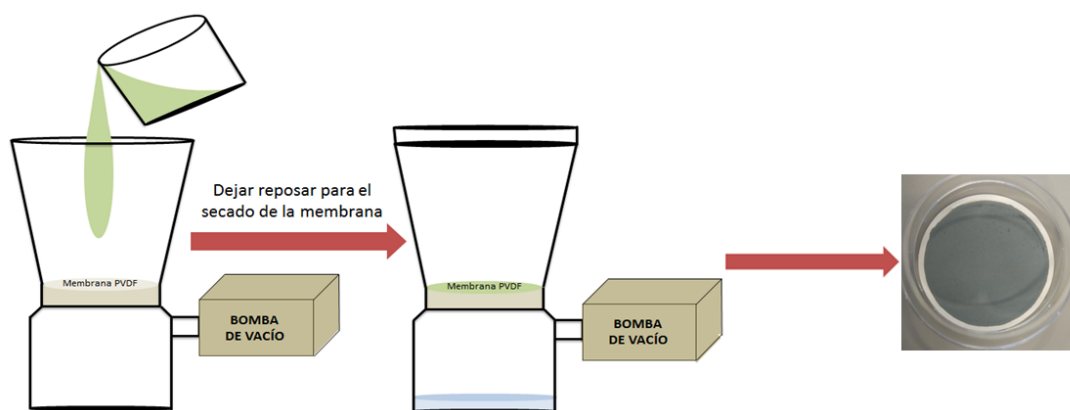 Dejar reposar para el
secado de la membrana
Membrana PVDF
BOMBA
DE VACÍO
Membrana PVDF
BOMBA
DE VACÍO